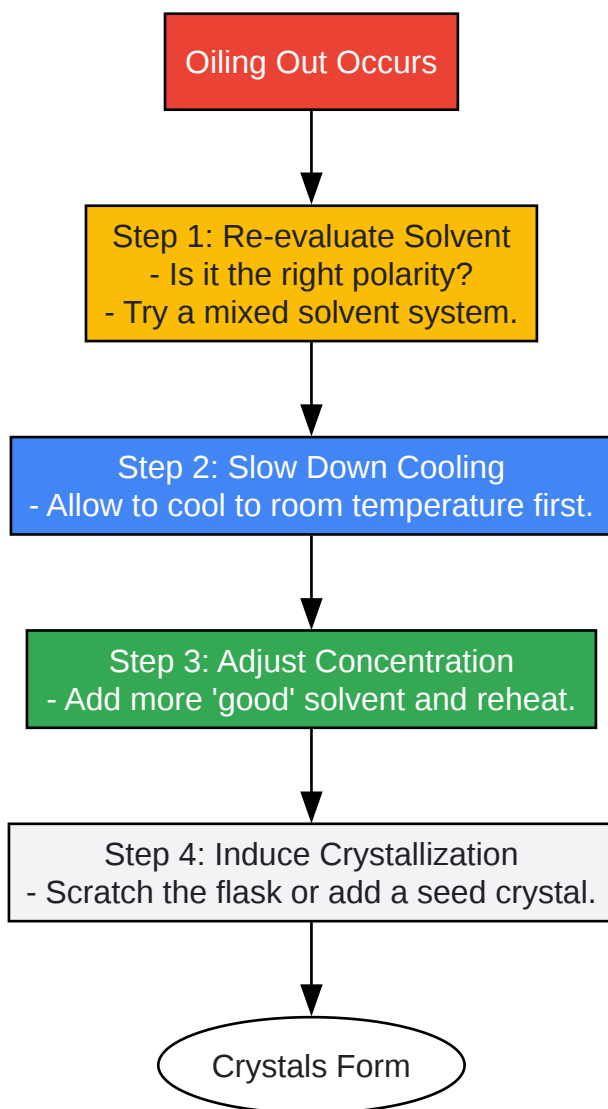 Oiling Out Occurs
Step 1: Re-evaluate Solvent
- Is it the right polarity?
- Try a mixed solvent system.
Step 2: Slow Down Cooling
- Allow to cool to room temperature first.
Step 3: Adjust Concentration
- Add more 'good' solvent and reheat.
Step 4: Induce Crystallization
- Scratch the flask or add a seed crystal.
Crystals Form